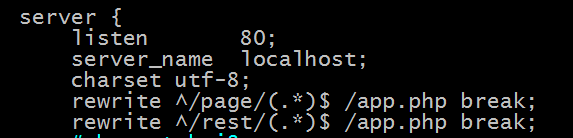 server {
listen 80;
server_name localhost;
charset utf-8;
rewrite ^/page/(.*)$ /app.php break;
rewrite ^/rest/(.*)$ /app.php break;